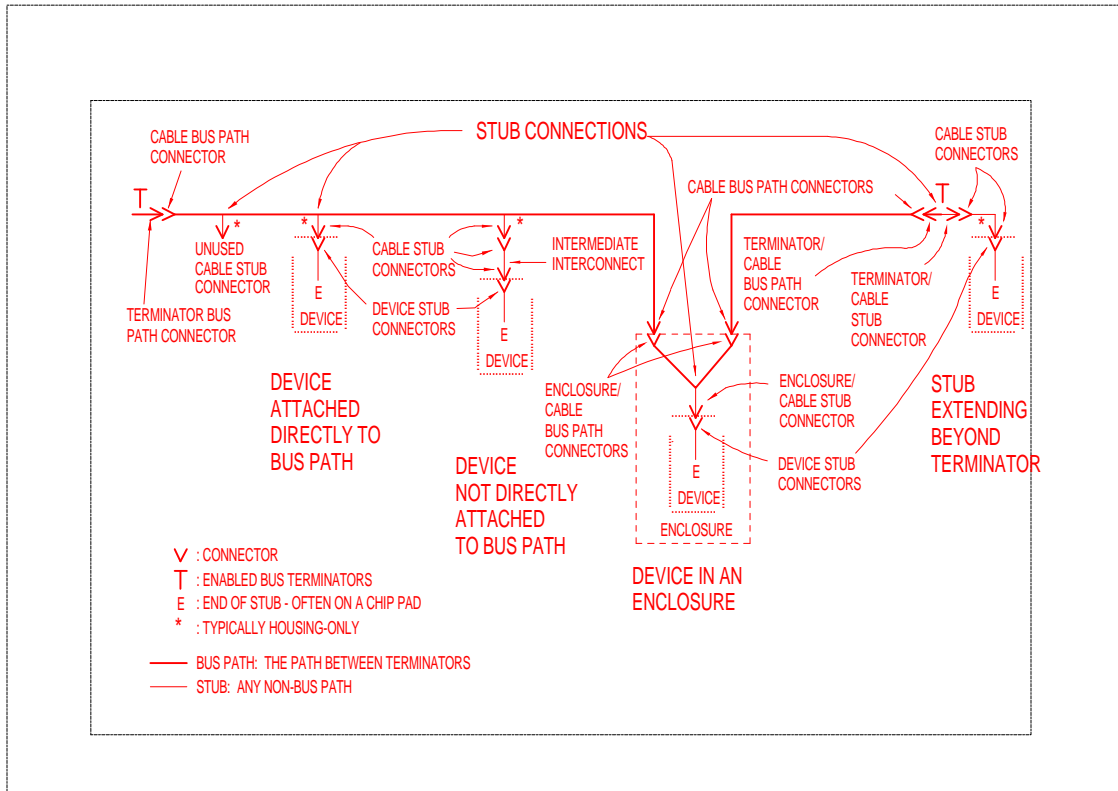 STUB CONNECTIONS
CABLE BUS PATH
CONNECTOR
CABLE STUB
CONNECTORS
T
T
CABLE BUS PATH CONNECTORS
*
*
*
*
UNUSED
CABLE STUB
CONNECTOR
CABLE STUB
CONNECTORS
INTERMEDIATE
INTERCONNECT
TERMINATOR/
CABLE
BUS PATH
CONNECTOR
TERMINATOR/
CABLE
STUB
CONNECTOR
TERMINATOR BUS
PATH CONNECTOR
E
DEVICE
DEVICE STUB
CONNECTORS
E
DEVICE
E
DEVICE
DEVICE
ATTACHED
DIRECTLY TO
BUS PATH
DEVICE
NOT DIRECTLY
ATTACHED
TO BUS PATH
ENCLOSURE/
CABLE
BUS PATH
CONNECTORS
ENCLOSURE/
CABLE STUB
CONNECTOR
DEVICE STUB
CONNECTORS
STUB
EXTENDING
BEYOND
TERMINATOR
E
DEVICE
ENCLOSURE
DEVICE IN AN
ENCLOSURE
: CONNECTOR
T : ENABLED BUS TERMINATORS
E : END OF STUB - OFTEN ON A CHIP PAD
* : TYPICALLY HOUSING-ONLY
BUS PATH: THE PATH BETWEEN TERMINATORS
STUB: ANY NON-BUS PATH